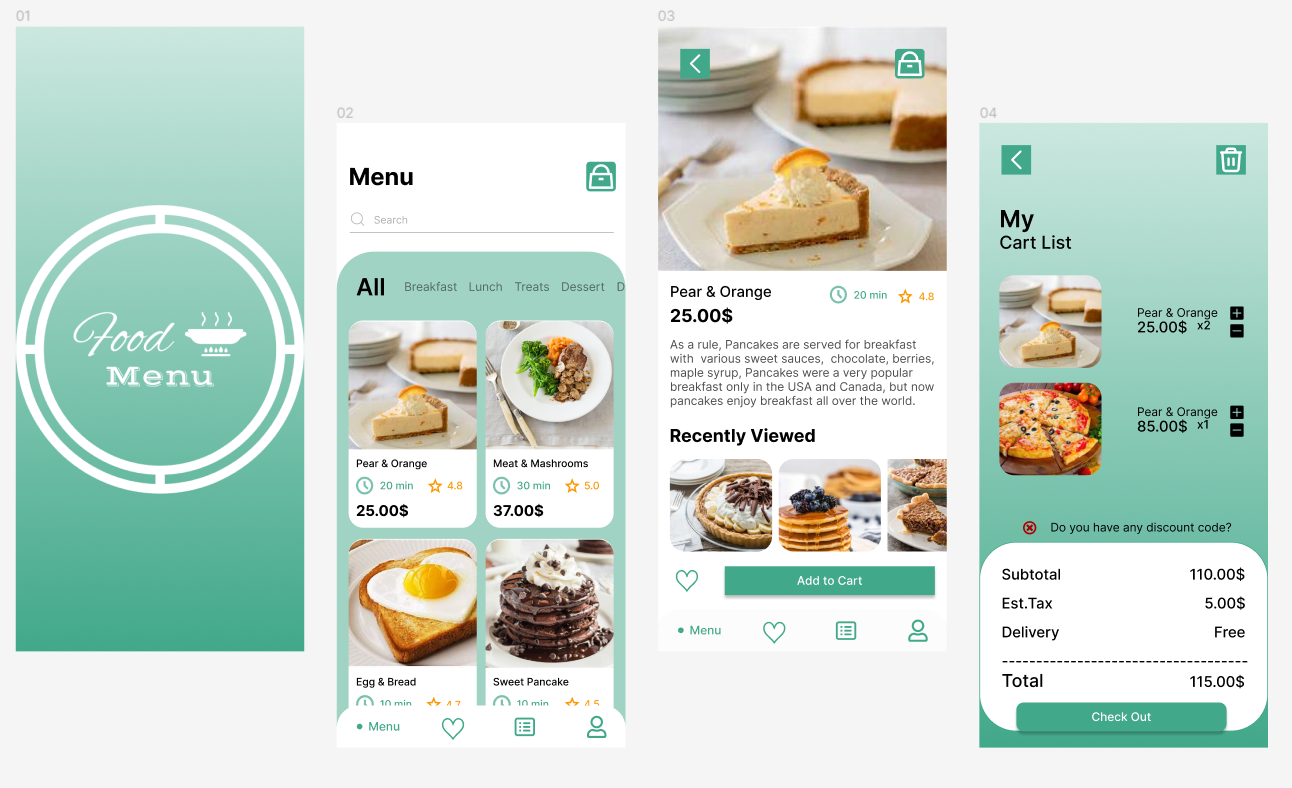 01
Food
Menu
02
Menu
Search
All Breakfast Lunch Treats Dessert D
Pear & Orange
20 min 4.8
25.00$
Meat & Mashrooms
30 min 5.0
37.00$
Egg & Bread
10 min 4.7
Sweet Pancake
10 min 4.5
Menu
03
Pear & Orange
20 min 4.8
25.00$
As a rule, Pancakes are served for breakfast
with various sweet sauces, chocolate, berries,
maple syrup, Pancakes were a very popular
breakfast only in the USA and Canada, but now
pancakes enjoy breakfast all over the world.
Recently Viewed
Add to Cart
Menu
04
My
Cart List
Pear & Orange
25.00$ x2
Pear & Orange
85.00$ x1
Do you have any discount code?
Subtotal 110.00$
Est.Tax 5.00$
Delivery Free
Total 115.00$
Check Out